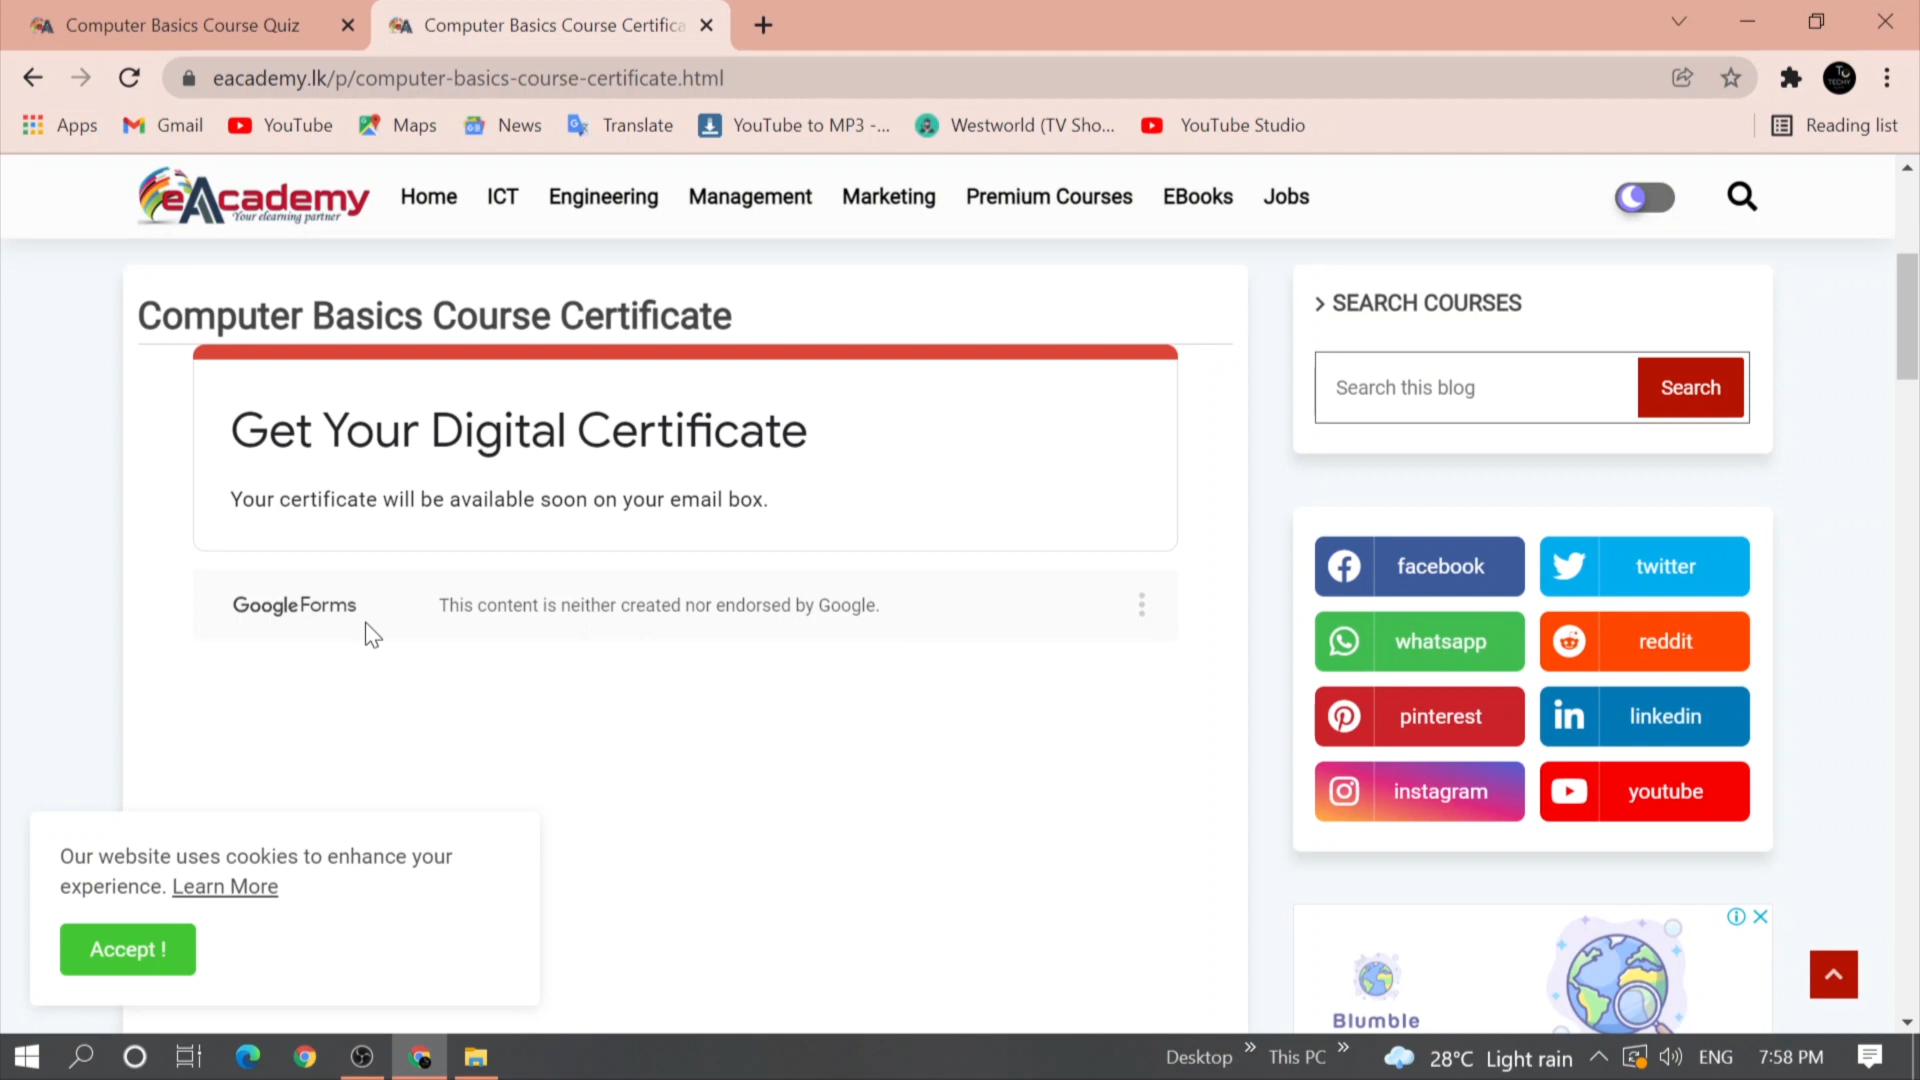 Computer Basics Course Quiz
Computer Basics Course Certifica
eacademy.lk/p/computer-basics-course-certificate.html
Apps
Gmail
YouTube
Maps
News
Translate
YouTube to MP3 -...
Westworld (TV Sho...
YouTube Studio
Reading list
eAcademy
Your elearning partner
Home
ICT
Engineering
Management
Marketing
Premium Courses
EBooks
Jobs
Computer Basics Course Certificate
Get Your Digital Certificate
Your certificate will be available soon on your email box.
Google Forms
This content is neither created nor endorsed by Google.
> SEARCH COURSES
Search this blog
Search
facebook
twitter
whatsapp
reddit
pinterest
linkedin
instagram
youtube
Our website uses cookies to enhance your
experience. Learn More
Accept !
Blumble
Desktop
This PC
28°C Light rain
ENG
7:58 PM